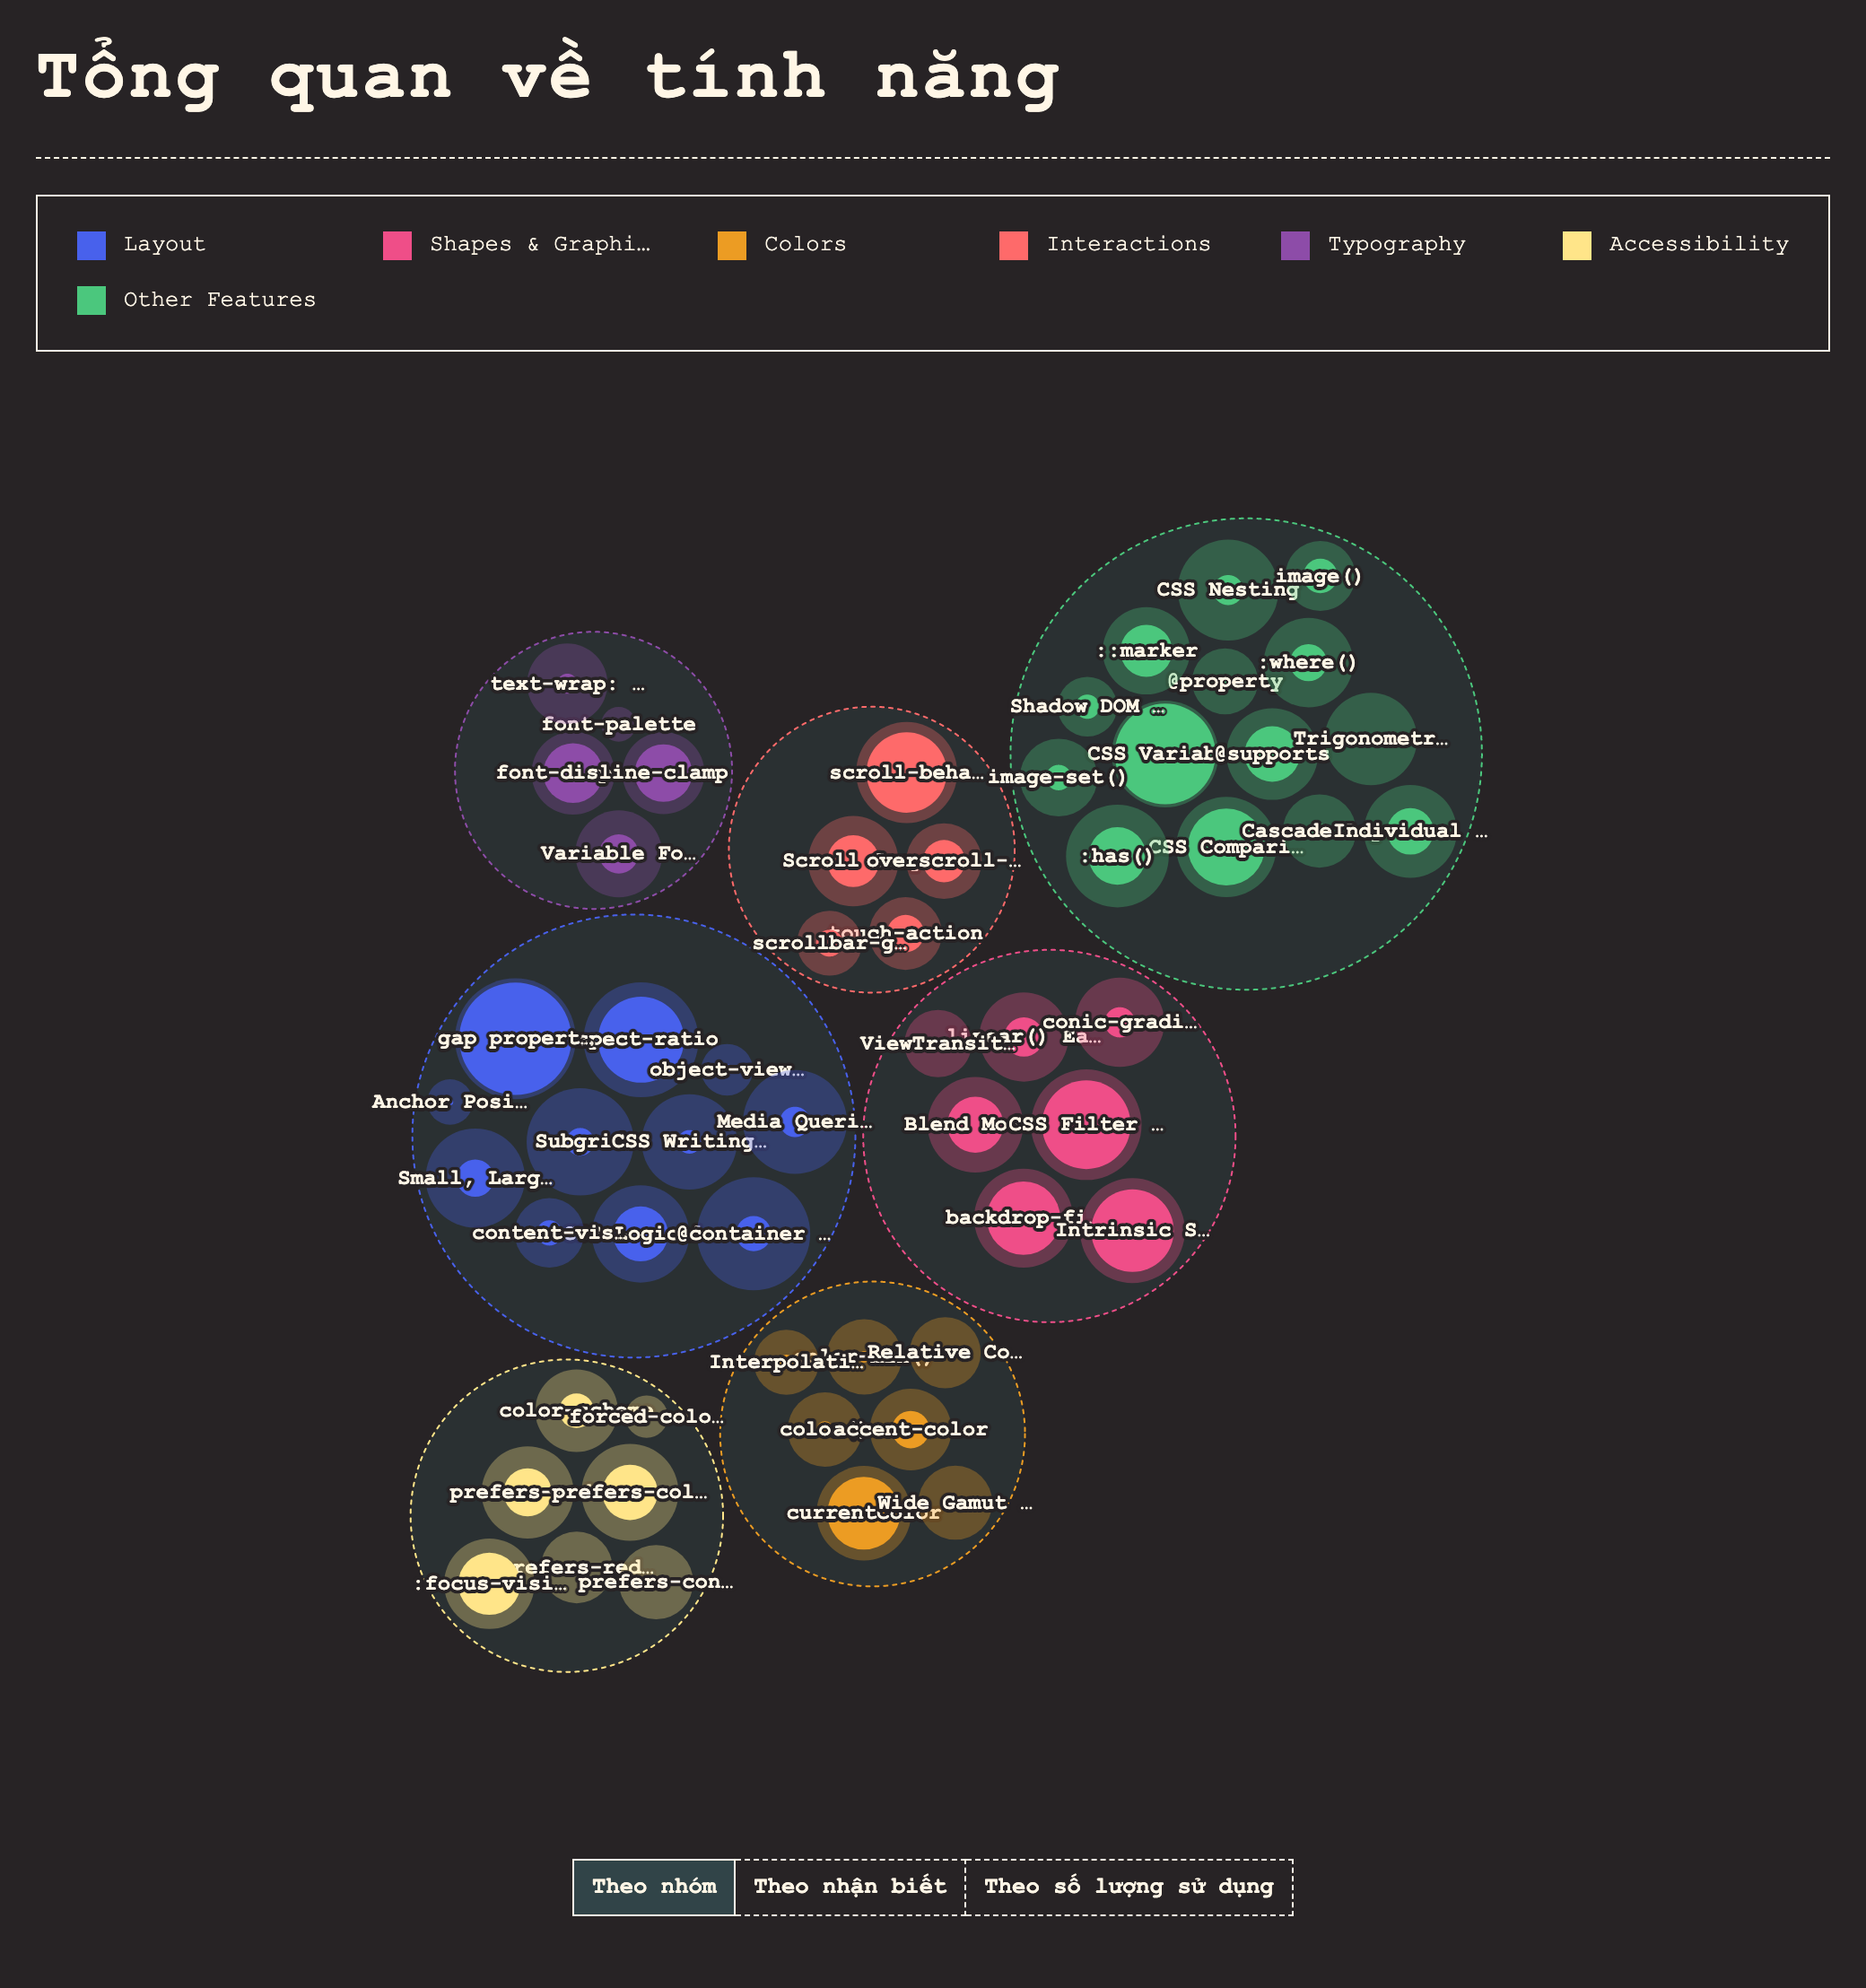 Tổng quan về tính năng
Layout
Shapes & Graphi…
Colors
Interactions
Typography
Accessibility
Other Features
CSS Nesting
image()
::marker
:where()
@property
Shadow DOM …
CSS Variab
@supports
Trigonometr…
image-set()
Cascade
Individual …
:has()
CSS Compari…
text-wrap: …
font-palette
font-dis
line-clamp
Variable Fo…
scroll-beha…
Scroll
overscroll-…
touch-action
scrollbar-g…
gap propert…
pect-ratio
object-view…
Anchor Posi…
Media Queri…
Subgri
CSS Writing…
Small, Larg…
content-vis…
Logic
@container …
conic-gradi…
ViewTransit…
Ea…
Blend Mo
CSS Filter …
backdrop-fi
Intrinsic S…
Interpolati…
Relative Co…
colo
accent-color
Wide Gamut …
currentColor
color-schem…
forced-colo…
prefers-
prefers-col…
refers-red…
:focus-visi…
prefers-con…
Theo nhóm
Theo nhận biết
Theo số lượng sử dụng